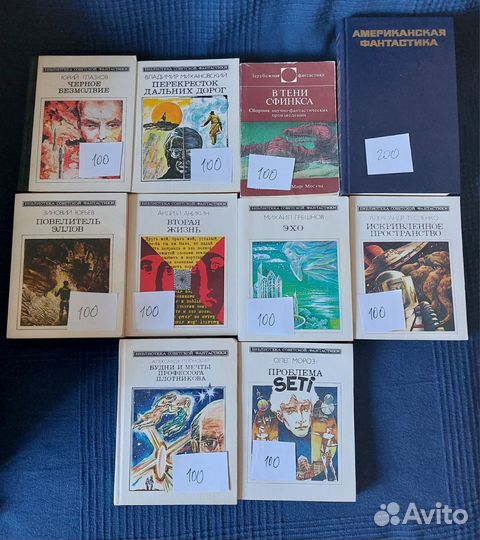 БИБЛИОТЕКА СОВЕТСКОЙ ФАНТАСТИКИ
ЮРИЙ ГЛАЗКОВ
ЧЕРНОЕ
БЕЗМОЛВИЕ
100
БИБЛИОТЕКА СОВЕТСКОЙ ФАНТАСТИКИ
ВЛАДИМИР МИХАНОВСКИЙ
ПЕРЕКРЕСТОК
ДАЛЬНИХ ДОРОГ
100
Зарубежная фантастика
В ТЕНИ
СФИНКСА
Сборник научно-фантастических
произведений
Мир Москва
100
АМЕРИКАНСКАЯ
ФАНТАСТИКА
200
БИБЛИОТЕКА СОВЕТСКОЙ ФАНТАСТИКИ
ЗИНОВИЙ ЮРЬЕВ
ПОВЕЛИТЕЛЬ
ЭЛЛОВ
100
БИБЛИОТЕКА СОВЕТСКОЙ ФАНТАСТИКИ
АНДРЕЙ АНИКИН
ВТОРАЯ
ЖИЗНЬ
100
БИБЛИОТЕКА СОВЕТСКОЙ ФАНТАСТИКИ
МИХАИЛ ГРЕШНОВ
ЭХО
100
БИБЛИОТЕКА СОВЕТСКОЙ ФАНТАСТИКИ
АЛЕКСАНДР ТЕСЛЕНКО
ИСКРИВЛЕННОЕ
ПРОСТРАНСТВО
100
БИБЛИОТЕКА СОВЕТСКОЙ ФАНТАСТИКИ
АЛЕКСАНДР
БУДНИ И МЕЧТЫ
ПРОФЕССОРА
ПЛОТНИКОВА
100
БИБЛИОТЕКА СОВЕТСКОЙ ФАНТАСТИКИ
ОЛЕГ МОРОЗ
ПРОБЛЕМА
SETI
100
Avito